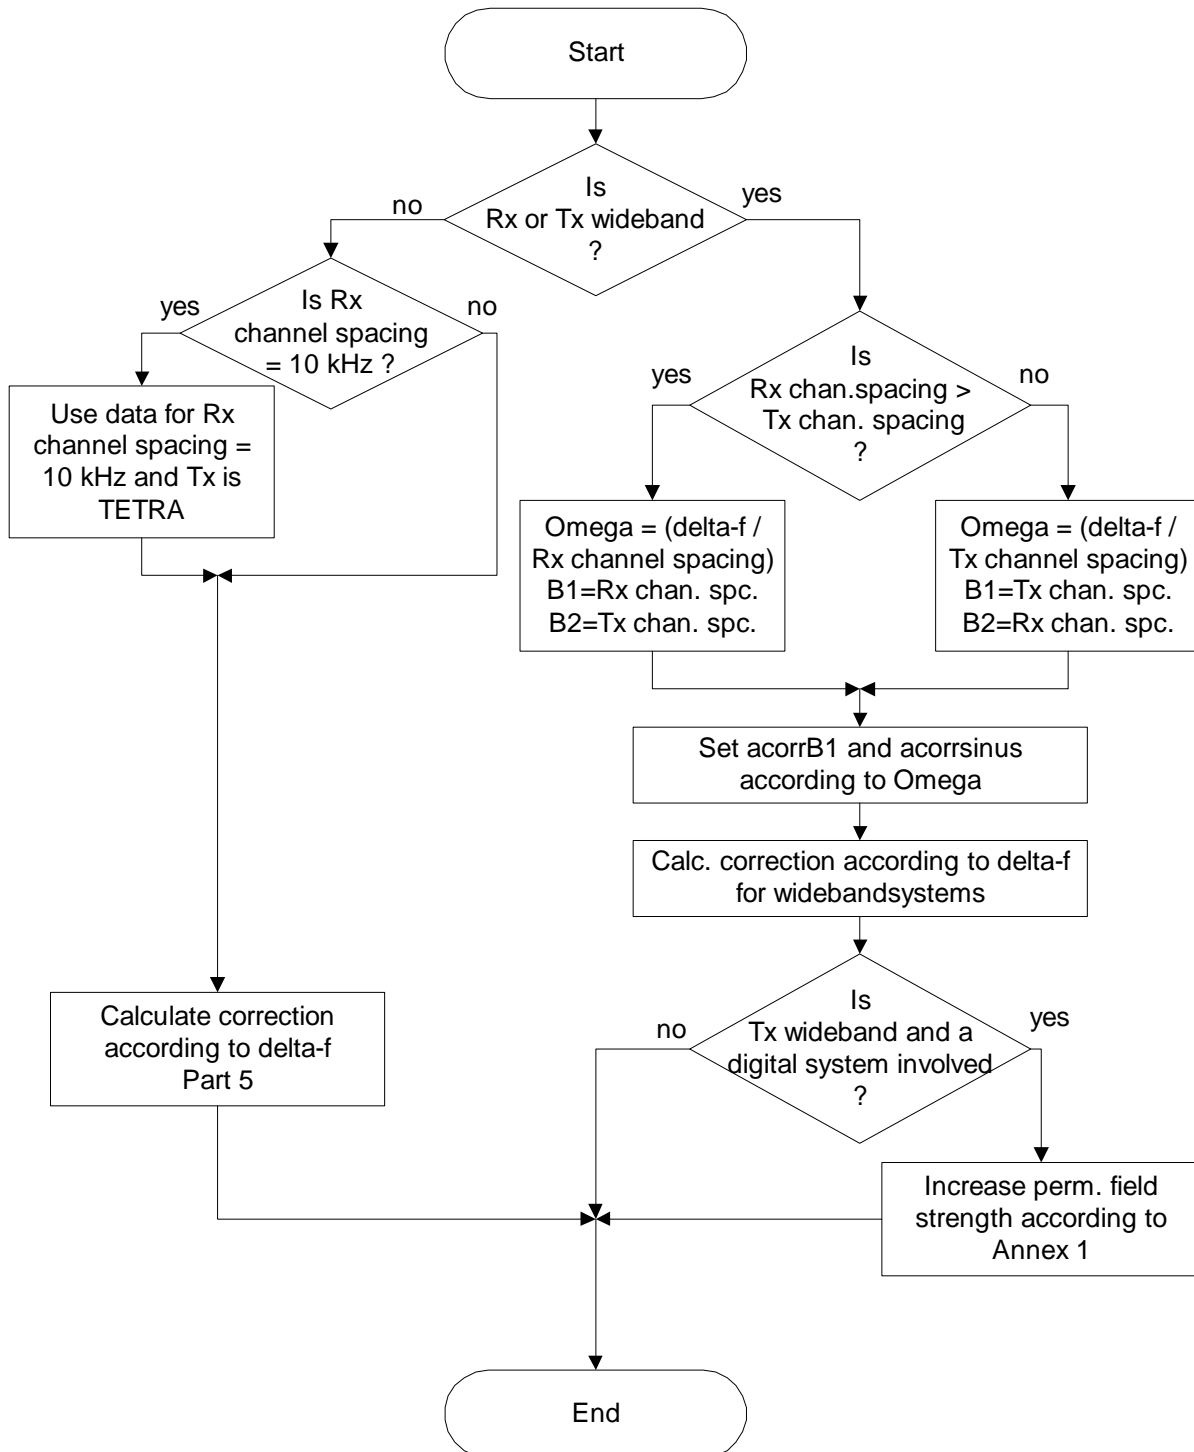 Start
Is
Rx or Tx wideband
?
no
yes
Is Rx
channel spacing
= 10 kHz ?
yes
no
Use data for Rx
channel spacing =
10 kHz and Tx is
TETRA
Is
Rx chan.spacing >
Tx chan. spacing
?
yes
no
Omega = (delta-f /
Rx channel spacing)
B1=Rx chan. spc.
B2=Tx chan. spc.
Omega = (delta-f /
Tx channel spacing)
B1=Tx chan. spc.
B2=Rx chan. spc.
Set acorrB1 and acorrsinus
according to Omega
Calc. correction according to delta-f
for widebandsystems
Calculate correction
according to delta-f
Part 5
Is
Tx wideband and a
digital system involved
?
no
yes
Increase perm. field
strength according to
Annex 1
End